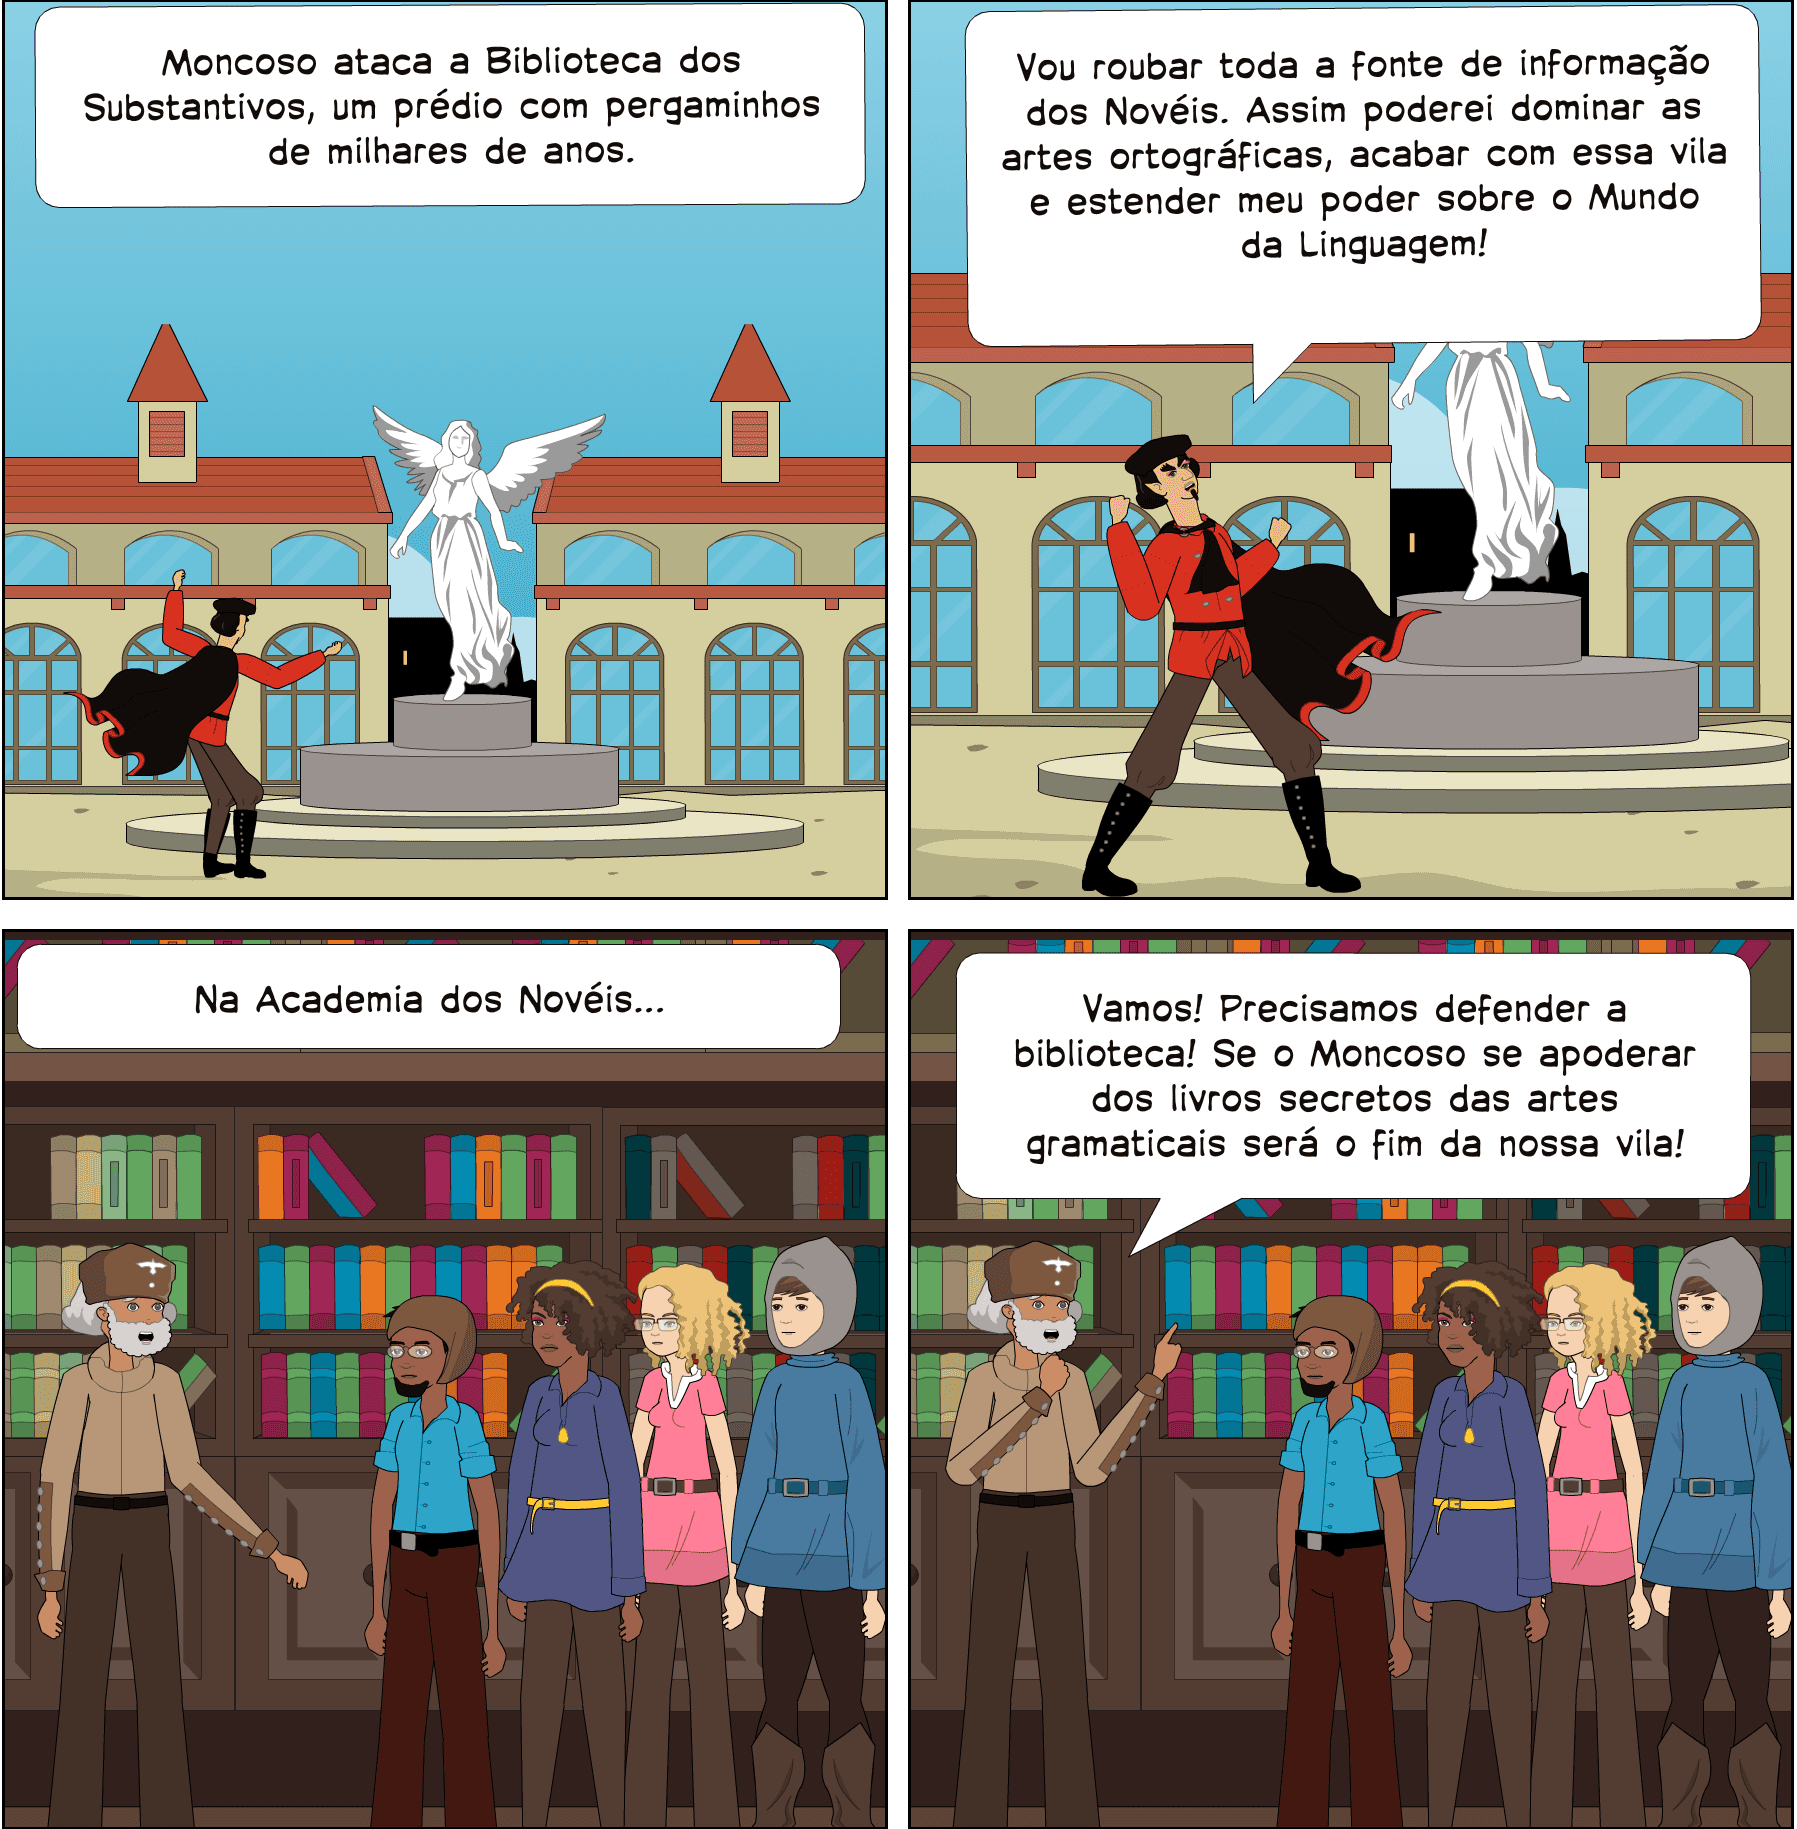 Moncoso ataca a Biblioteca dos
Substantivos, um prédio com pergaminhos
de milhares de anos.
Vou roubar toda a fonte de informação
dos Novéis. Assim poderei dominar as
artes ortográficas, acabar com essa vila
e estender meu poder sobre o Mundo
da Linguagem!
Na Academia dos Novéis...
Vamos! Precisamos defender a
biblioteca! Se o Moncoso se apoderar
dos livros secretos das artes
gramaticais será o fim da nossa vila!